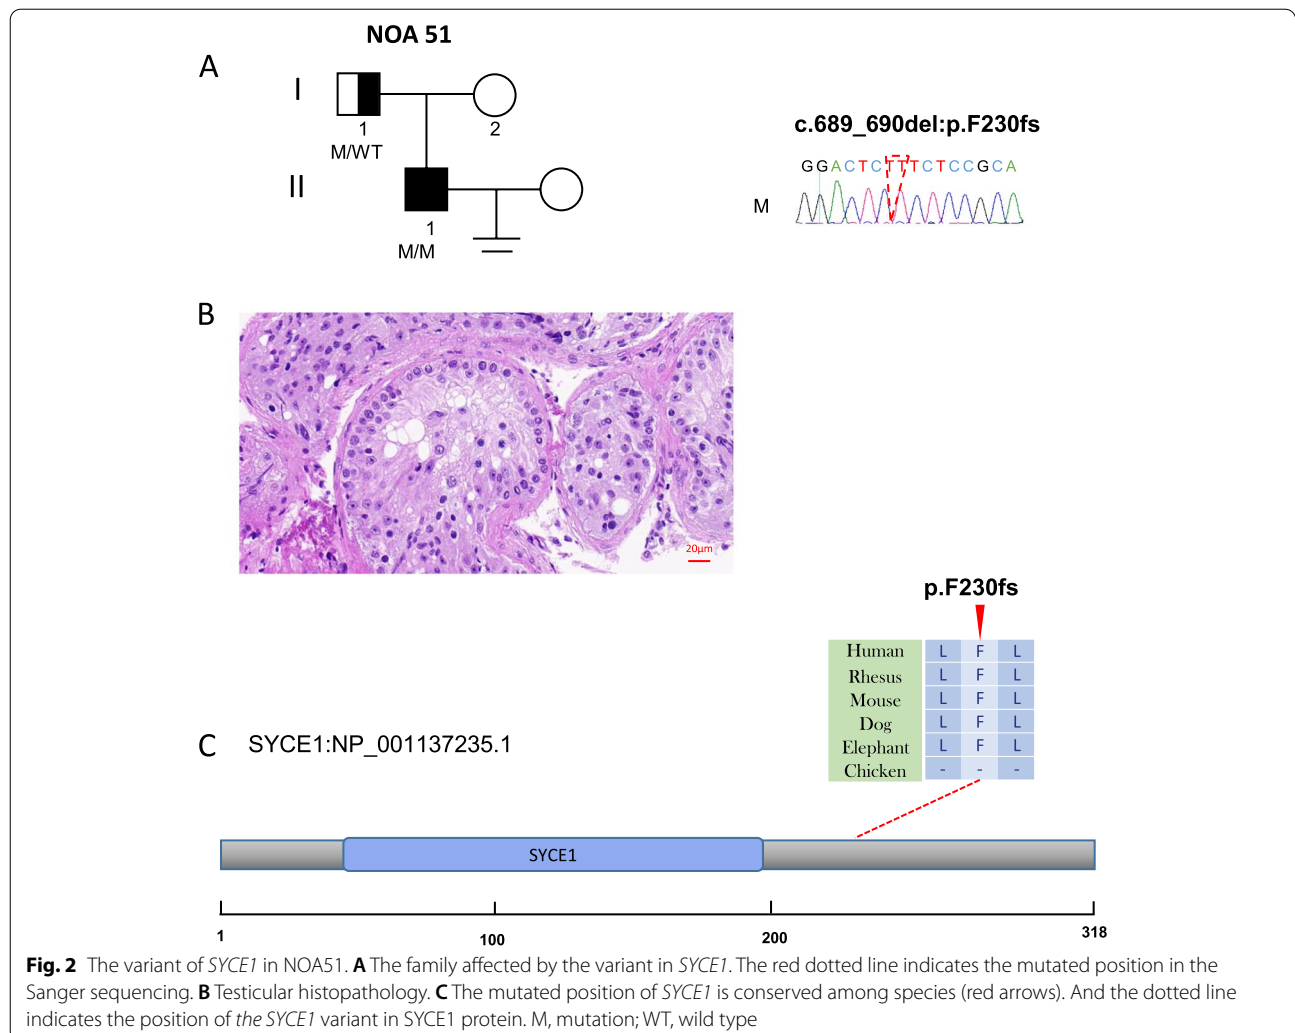 NOA 51
A
I
1
2
M/WT
II
1
M/M
c.689_690del:p.F230fs
GGACTCTTTCTCCGCA
M
B
20μm
p.F230fs
Human L F L
Rhesus L F L
Mouse L F L
Dog L F L
Elephant L F L
Chicken - - -
C SYCE1:NP_001137235.1
SYCE1
1 100 200 318
Fig. 2 The variant of SYCE1 in NOA51. A The family affected by the variant in SYCE1. The red dotted line indicates the mutated position in the
Sanger sequencing. B Testicular histopathology. C The mutated position of SYCE1 is conserved among species (red arrows). And the dotted line
indicates the position of the SYCE1 variant in SYCE1 protein. M, mutation; WT, wild type